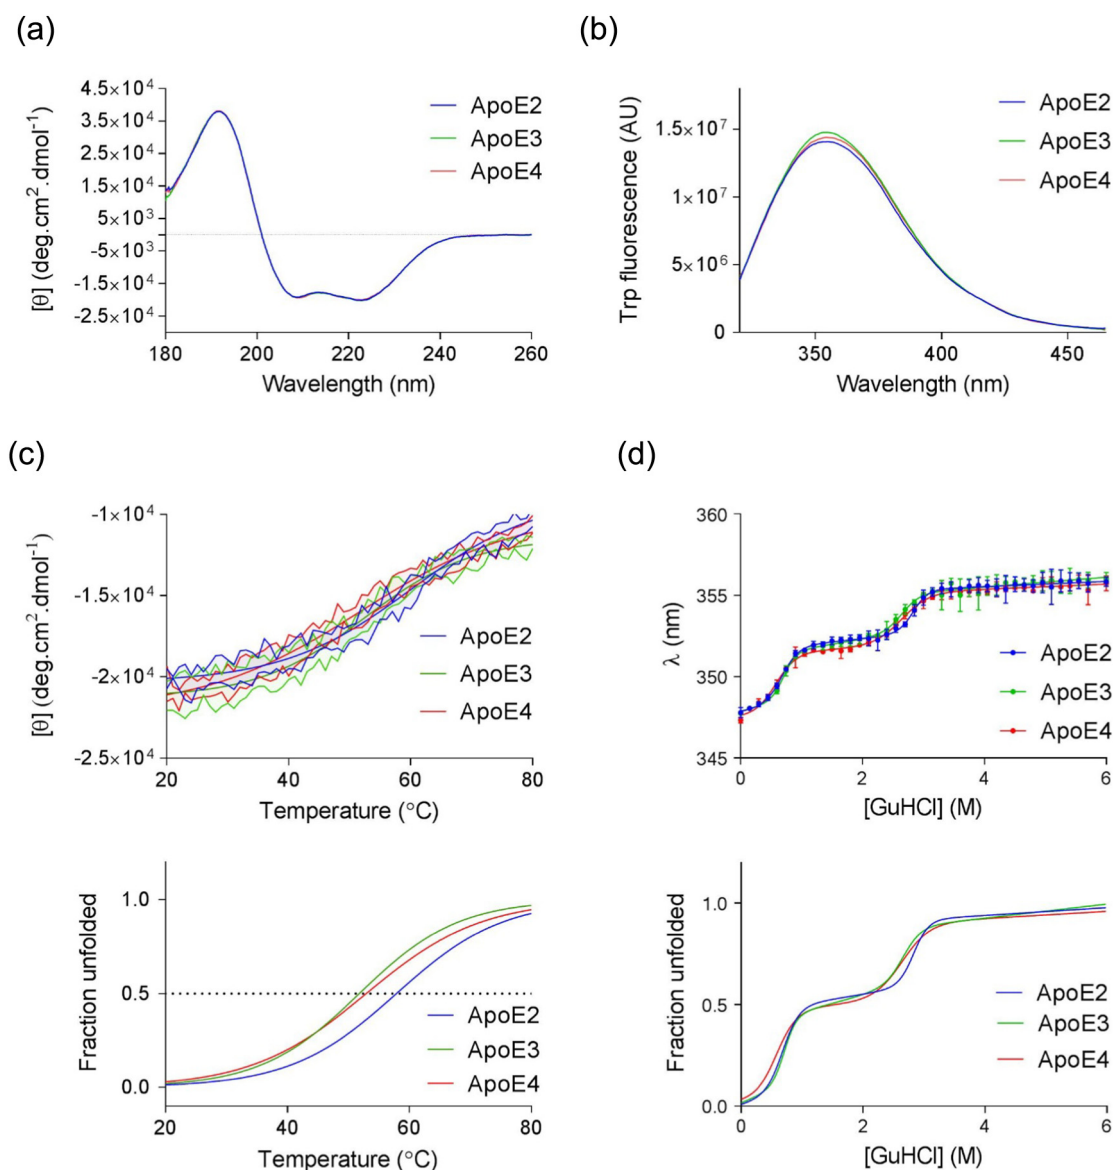 (a)
4.5×10⁴
3.5×10⁴
2.5×10⁴
1.5×10⁴
5×10³
-5×10³
-1.5×10⁴
-2.5×10⁴
[θ] (deg.cm².dmol⁻¹)
180 200 220 240 260
Wavelength (nm)
ApoE2
ApoE3
ApoE4
(b)
1.5×10⁷
1×10⁷
5×10⁶
0
Trp fluorescence (AU)
350 400 450
Wavelength (nm)
ApoE2
ApoE3
ApoE4
(c)
-1×10⁴
-1.5×10⁴
-2×10⁴
-2.5×10⁴
[θ] (deg.cm².dmol⁻¹)
20 40 60 80
Temperature (°C)
ApoE2
ApoE3
ApoE4
1.0
0.5
0.0
Fraction unfolded
20 40 60 80
Temperature (°C)
ApoE2
ApoE3
ApoE4
(d)
360
355
350
345
λ (nm)
0 2 4 6
[GuHCl] (M)
ApoE2
ApoE3
ApoE4
1.0
0.5
0.0
Fraction unfolded
0 2 4 6
[GuHCl] (M)
ApoE2
ApoE3
ApoE4